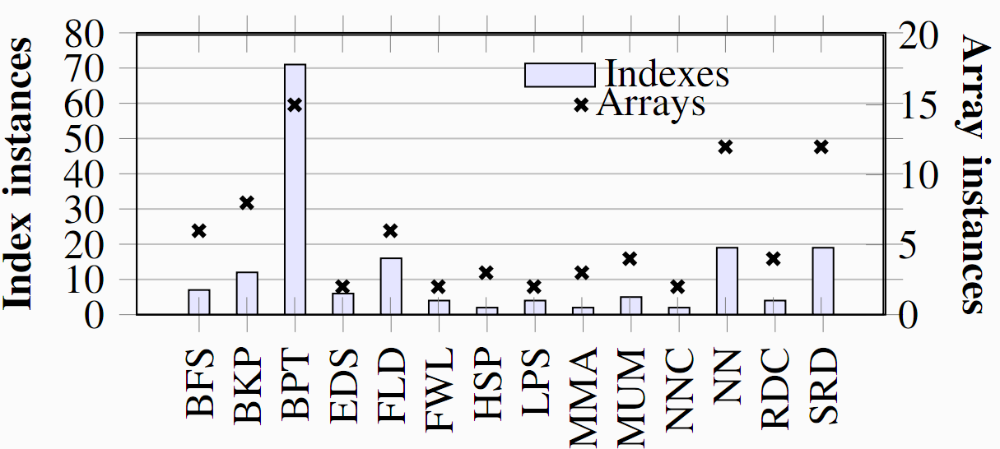 Index instances
80
70
60
50
40
30
20
10
0
Indexes
Arrays
20
15
10
5
0
Array instances
BFS
BKP
BPT
EDS
FLD
FWL
HSP
LPS
MMA
MUM
NNC
NN
RDC
SRD